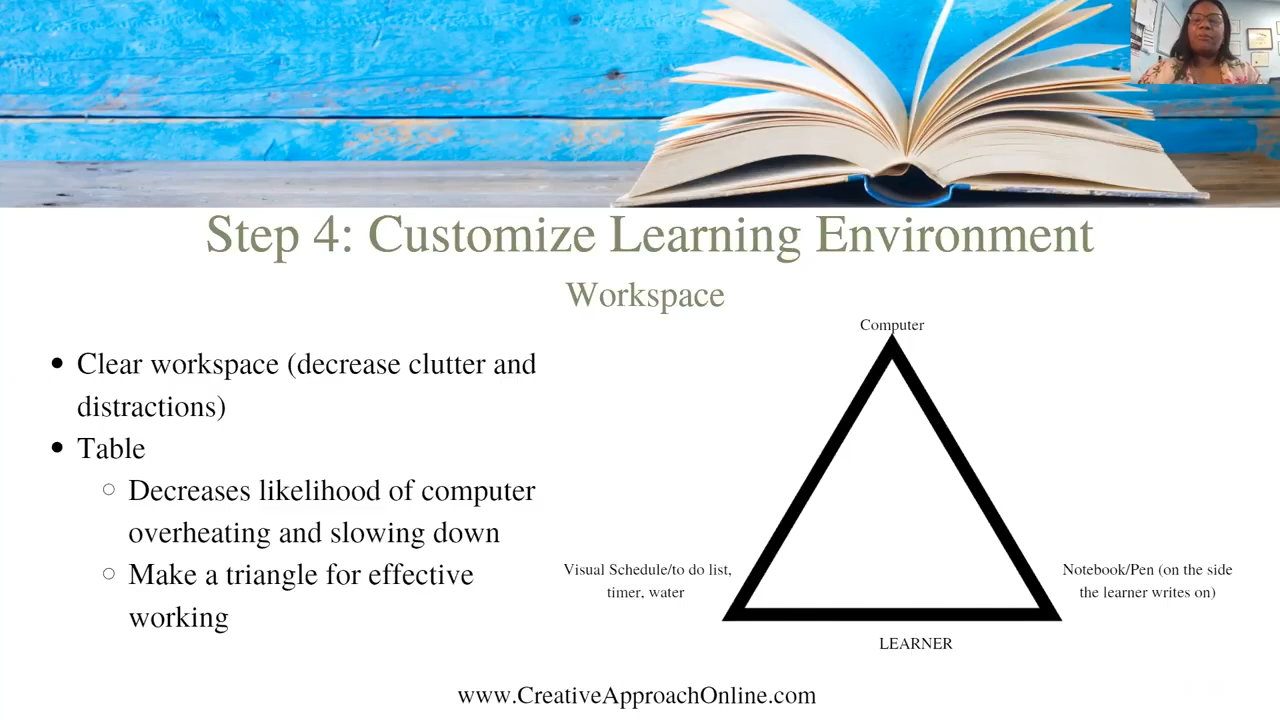 Step 4: Customize Learning Environment
Workspace
Clear workspace (decrease clutter and
distractions)
Table
Decreases likelihood of computer
overheating and slowing down
Make a triangle for effective
working
Computer
Visual Schedule/to do list,
timer, water
Notebook/Pen (on the side
the learner writes on)
LEARNER
www.CreativeApproachOnline.com